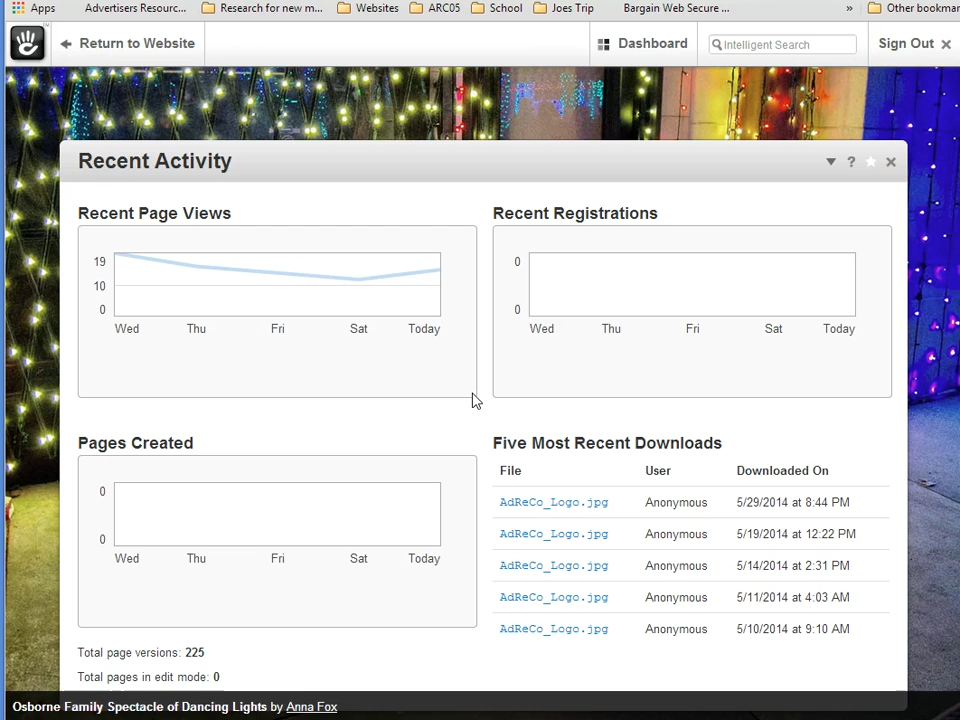 Apps Advertisers Resourc... Research for new m... Websites ARC05 School Joes Trip Bargain Web Secure ... » Other bookmar
Return to Website Dashboard Intelligent Search Sign Out
Recent Activity ?
Recent Page Views
19
10
0
Wed Thu Fri Sat Today
Recent Registrations
0
0
Wed Thu Fri Sat Today
Pages Created
0
0
Wed Thu Fri Sat Today
Five Most Recent Downloads
File User Downloaded On
AdReCo_Logo.jpg Anonymous 5/29/2014 at 8:44 PM
AdReCo_Logo.jpg Anonymous 5/19/2014 at 12:22 PM
AdReCo_Logo.jpg Anonymous 5/14/2014 at 2:31 PM
AdReCo_Logo.jpg Anonymous 5/11/2014 at 4:03 AM
AdReCo_Logo.jpg Anonymous 5/10/2014 at 9:10 AM
Total page versions: 225
Total pages in edit mode: 0
Osborne Family Spectacle of Dancing Lights by Anna Fox